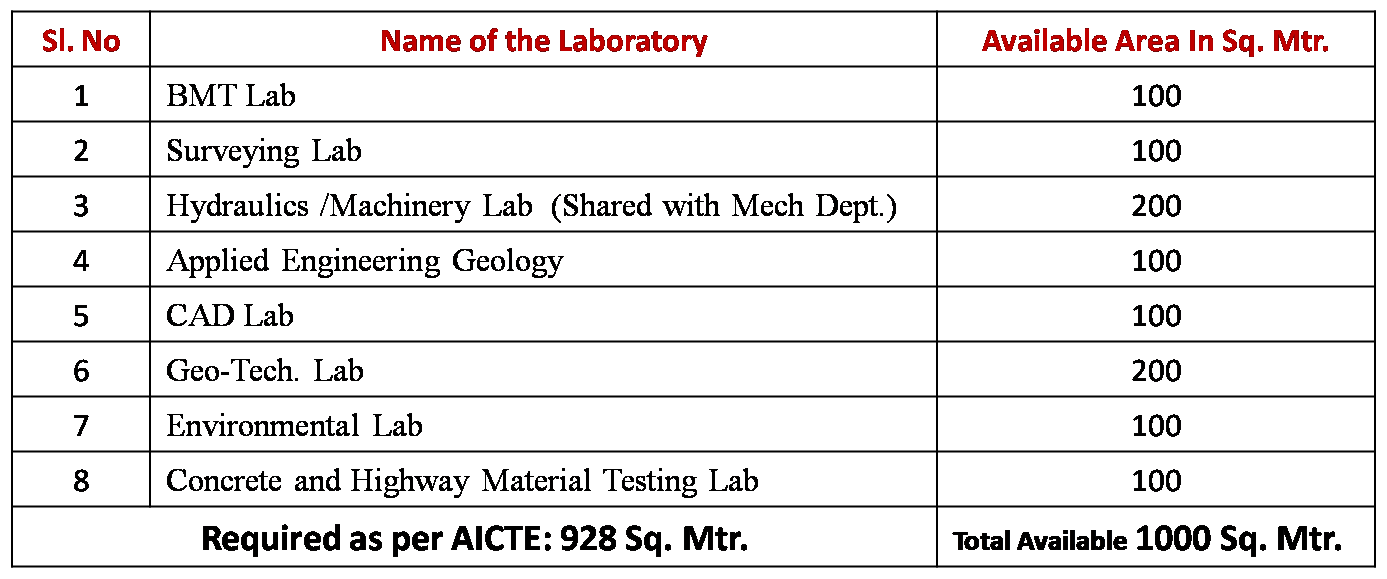 Sl. No Name of the Laboratory Available Area In Sq. Mtr.
1 BMT Lab 100
2 Surveying Lab 100
3 Hydraulics /Machinery Lab (Shared with Mech Dept.) 200
4 Applied Engineering Geology 100
5 CAD Lab 100
6 Geo-Tech. Lab 200
7 Environmental Lab 100
8 Concrete and Highway Material Testing Lab 100
Required as per AICTE: 928 Sq. Mtr. Total Available 1000 Sq. Mtr.